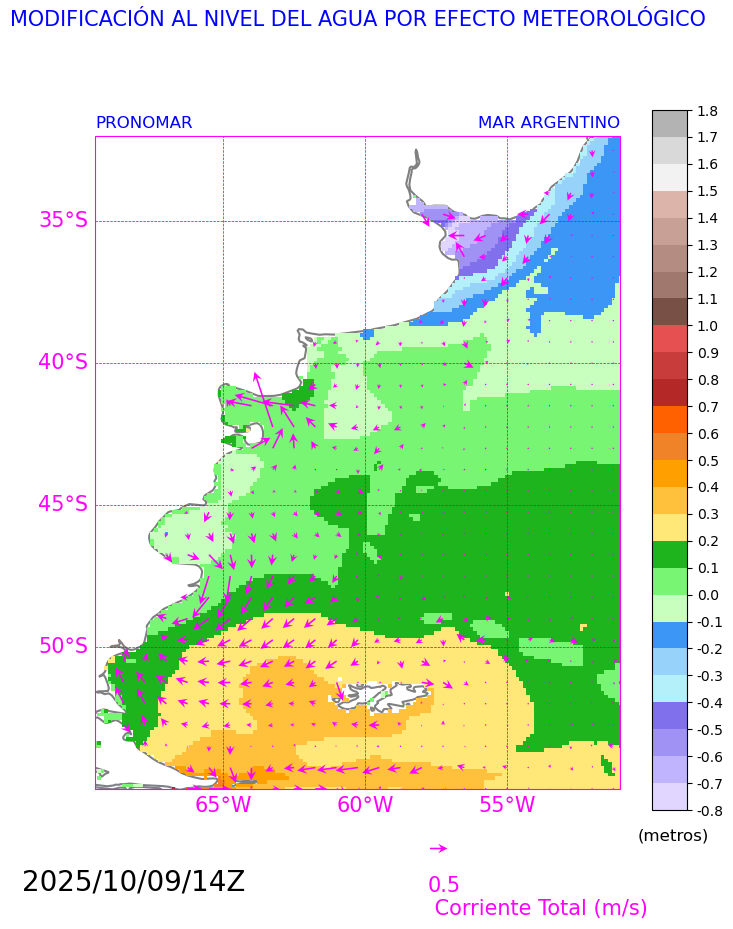 MODIFICACIÓN AL NIVEL DEL AGUA POR EFECTO METEOROLÓGICO
PRONOMAR
MAR ARGENTINO
1.8
1.7
1.6
1.5
1.4
1.3
1.2
1.1
1.0
0.9
0.8
0.7
0.6
0.5
0.4
0.3
0.2
0.1
0.0
-0.1
-0.2
-0.3
-0.4
-0.5
-0.6
-0.7
-0.8
(metros)
35°S
40°S
45°S
50°S
65°W
60°W
55°W
2025/10/09/14Z
0.5
Corriente Total (m/s)